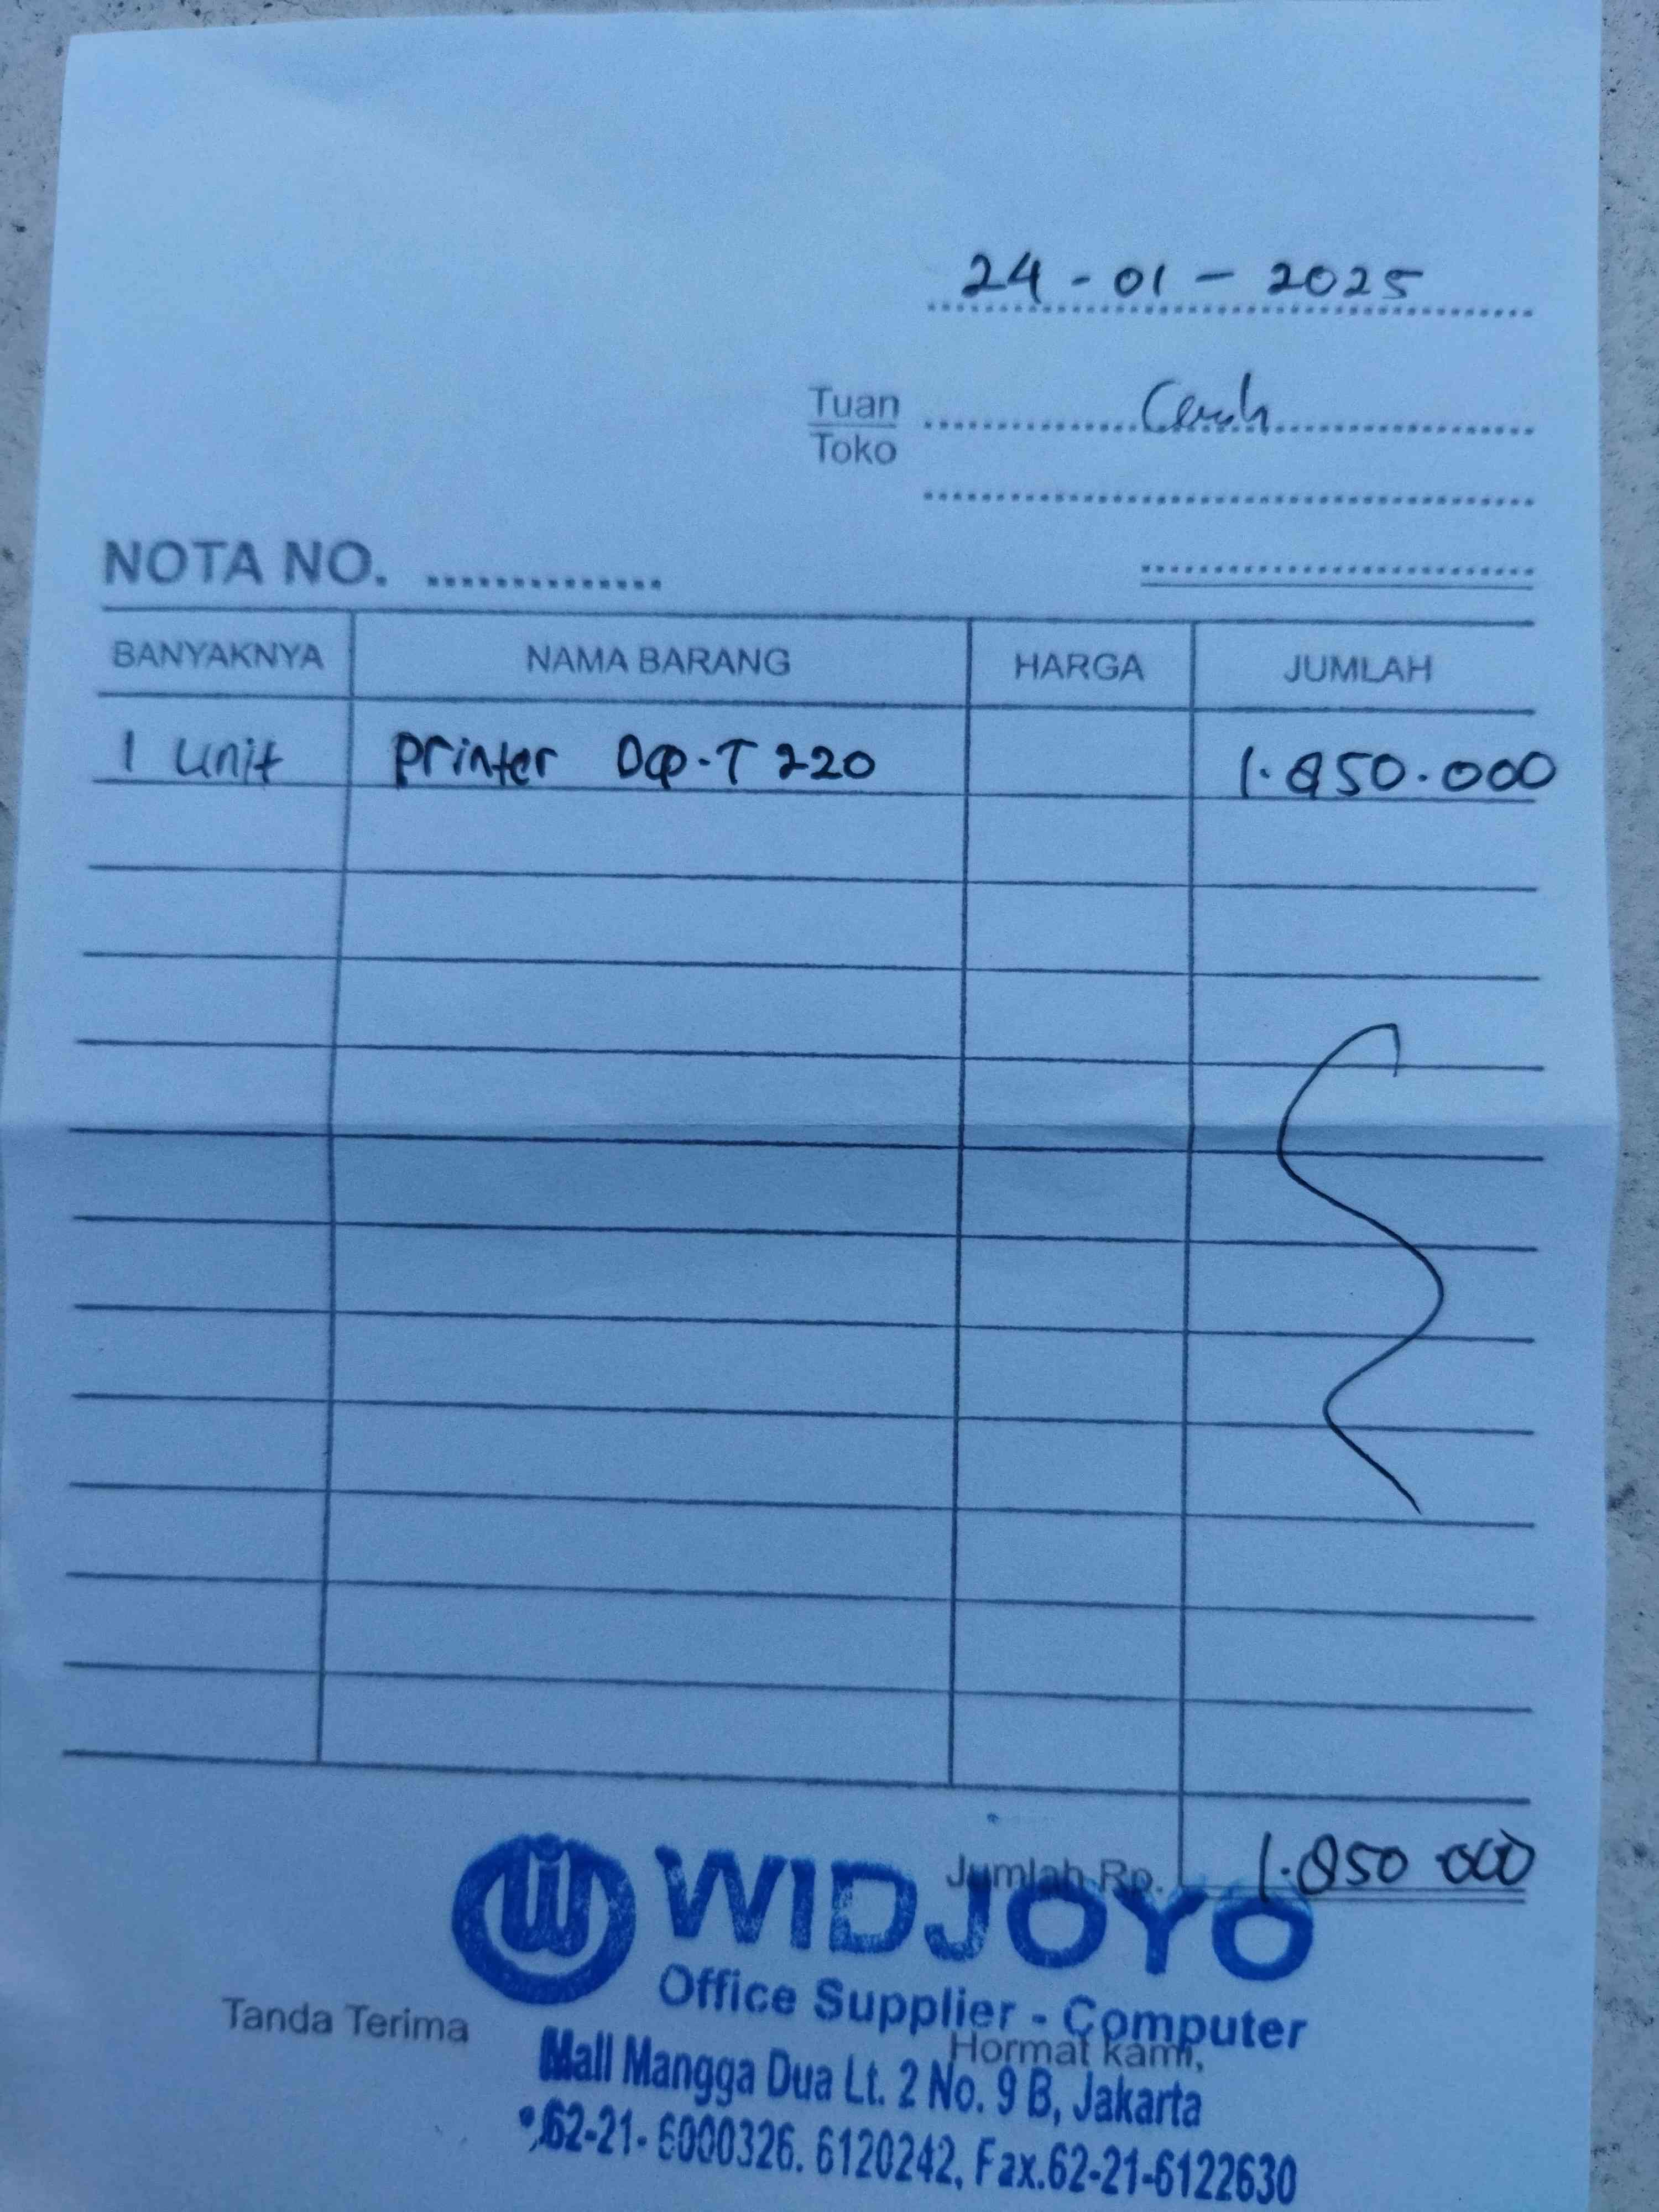 24 - 01 - 2025
Tuan Cash
Toko
NOTA NO. ..............
BANYAKNYA NAMA BARANG HARGA JUMLAH
1 Unit Printer Dcp-T 220 1.850.000
Jumlah Rp. 1.850.000
WIDJOYO
Office Supplier - Computer
Tanda Terima Hormat kami,
Mall Mangga Dua Lt. 2 No. 9 B, Jakarta
62-21- 6000326. 6120242, Fax.62-21-6122630